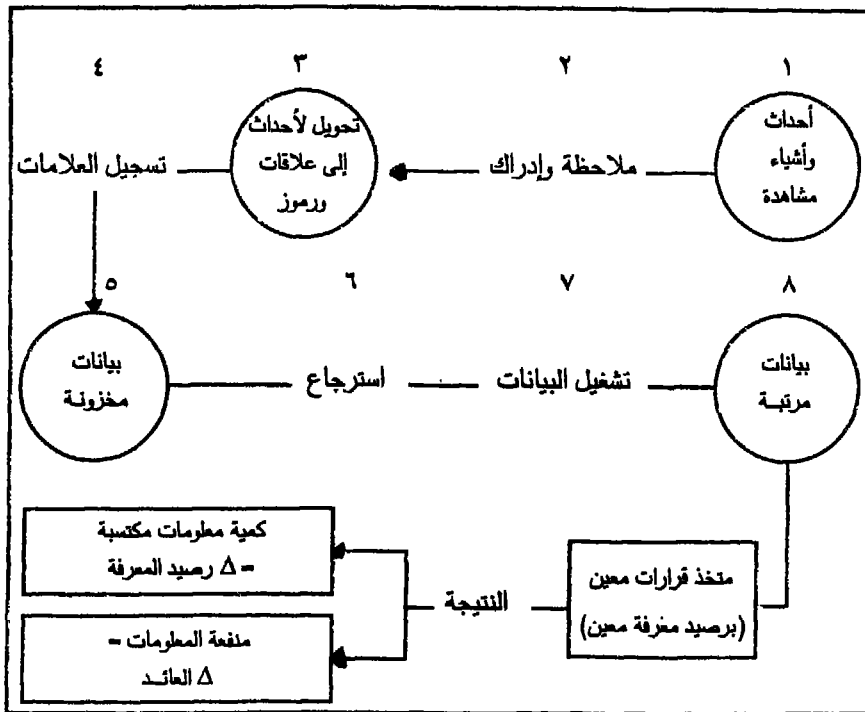 ١
٢
٣
٤
أحداث
وأشياء
مشاهدة
ملاحظة وإدراك
تحويل لأحداث
إلى علاقات
ورموز
تسجيل العلامات
٥
٦
٧
٨
بيانات
مخزونة
استرجاع
تشغيل البيانات
بيانات
مرتبة
متخذ قرارات معين
(برصيد مغرفة معين)
النتيجة
كمية معلومات مكتسبة
= Δ رصيد المعرفة
منفعة المعلومات =
Δ العائد